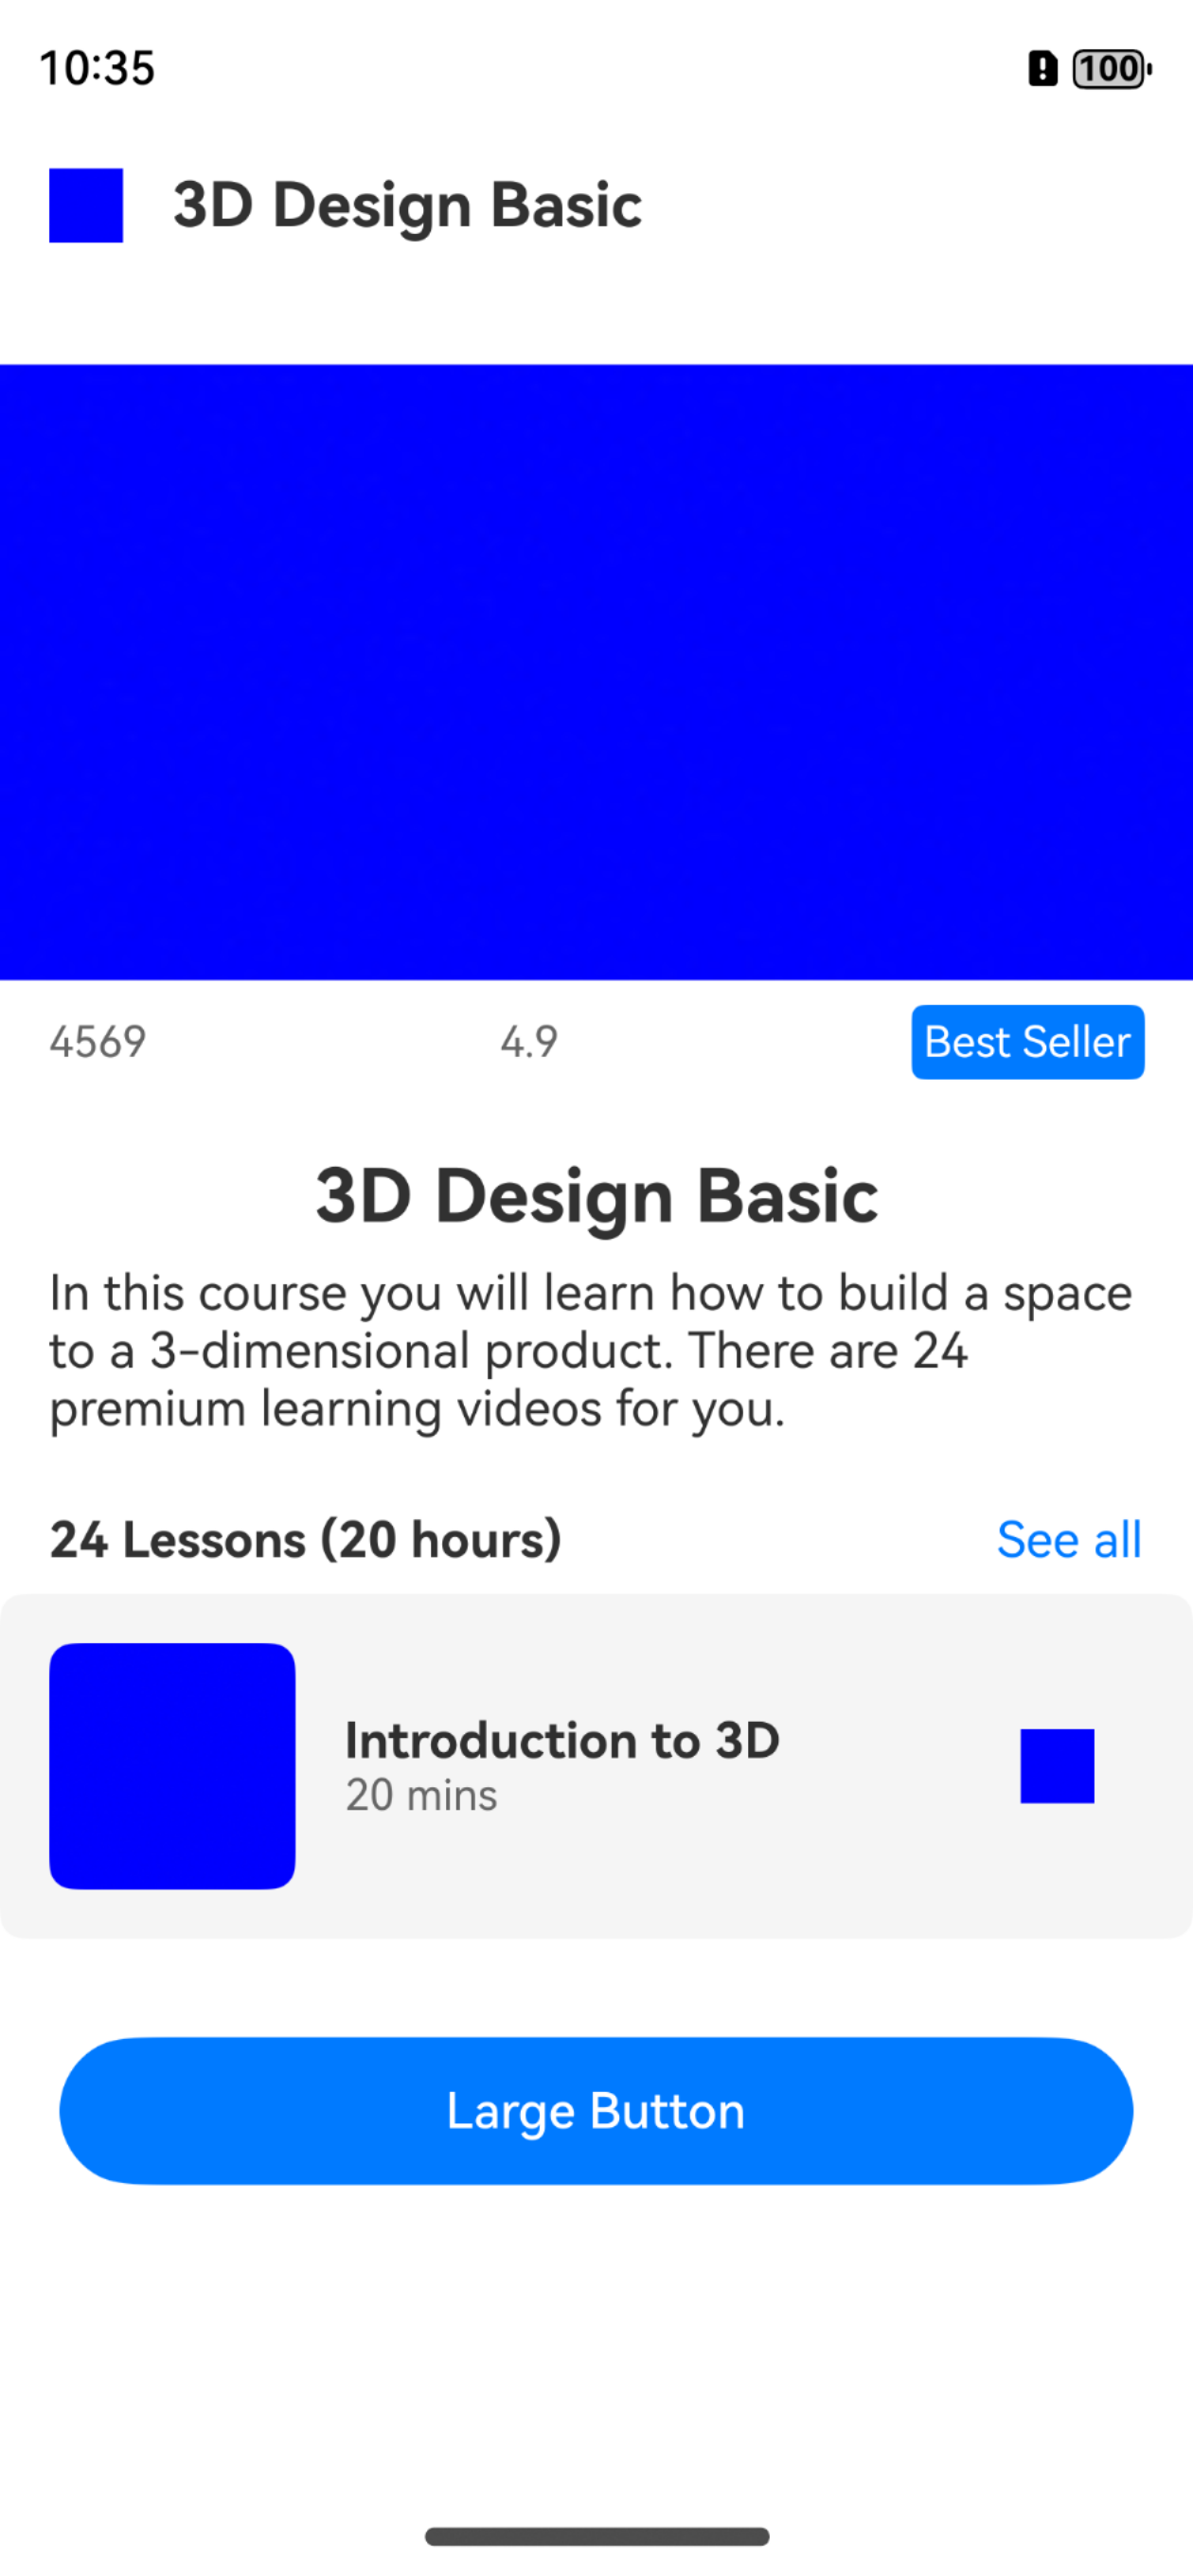 10:35
100
3D Design Basic
4569
4.9
Best Seller
3D Design Basic
In this course you will learn how to build a space
to a 3-dimensional product. There are 24
premium learning videos for you.
24 Lessons (20 hours)
See all
Introduction to 3D
20 mins
Large Button